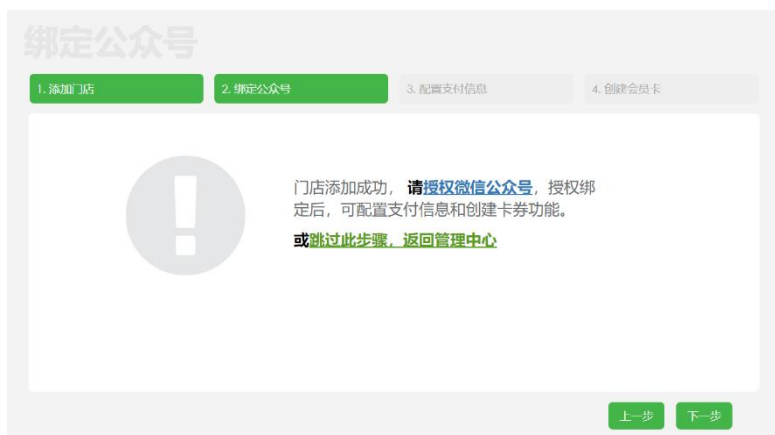 绑定公众号
1. 添加门店
2. 绑定公众号
3. 配置支付信息
4. 创建会员卡
门店添加成功，请授权微信公众号，授权绑
定后，可配置支付信息和创建卡券功能。
或跳过此步骤，返回管理中心
上一步
下一步